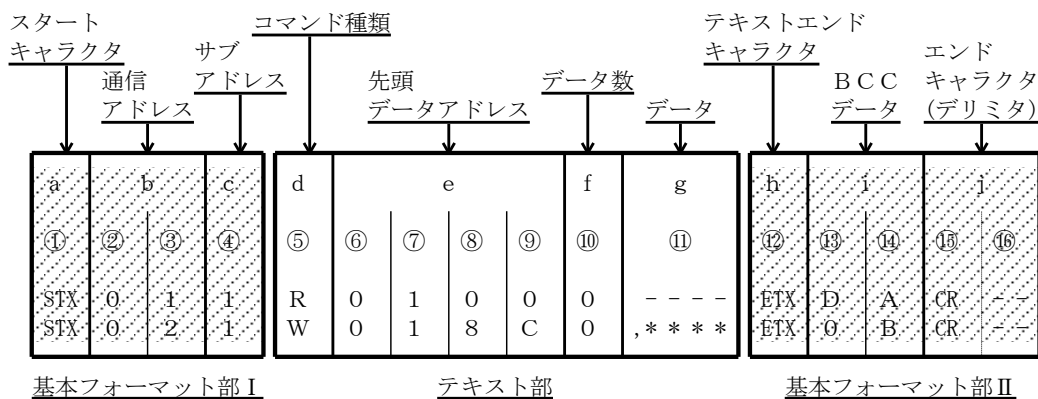 スタート
キャラクタ
通信
アドレス
サブ
アドレス
コマンド種類
先頭
データアドレス
データ数
データ
テキストエンド
キャラクタ
ＢＣＣ
データ
エンド
キャラクタ
(デリミタ)
a b c d e f g h i j
① ② ③ ④ ⑤ ⑥ ⑦ ⑧ ⑨ ⑩ ⑪ ⑫ ⑬ ⑭ ⑮ ⑯
STX 0 1 1 R 0 1 0 0 0 ---- ETX D A CR --
STX 0 2 1 W 0 1 8 C 0 ,**** ETX 0 B CR --
基本フォーマット部Ⅰ テキスト部 基本フォーマット部Ⅱ